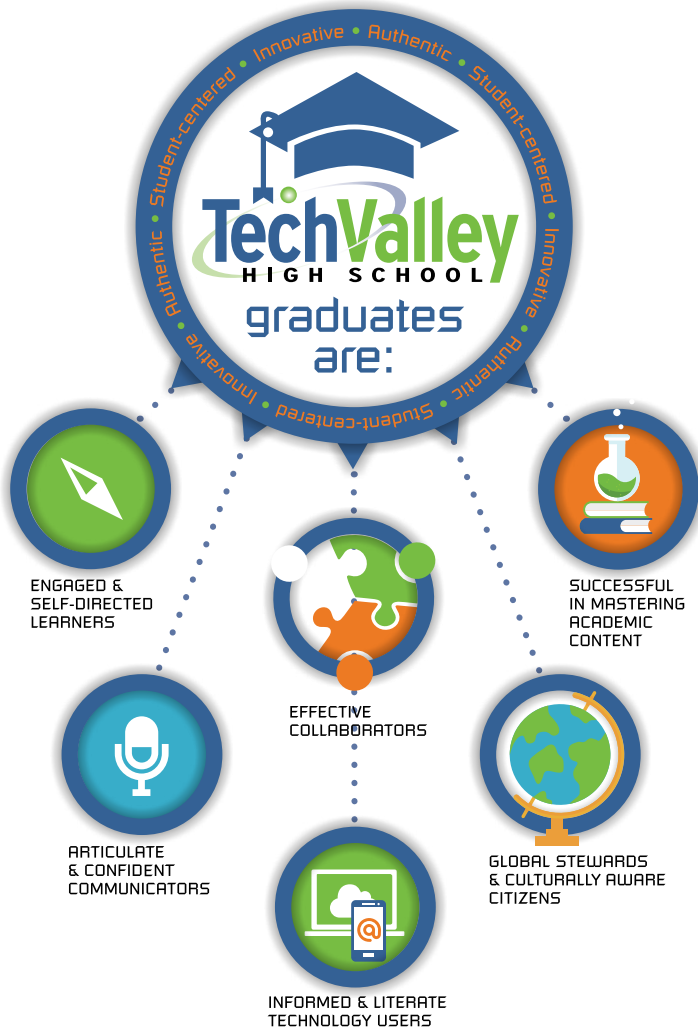 Authentic • Student-centered • Innovative • Authentic • Student-centered • Innovative • Authentic • Student-centered • Innovative •
TechValley
HIGH SCHOOL
graduates
are:
ENGAGED &
SELF-DIRECTED
LEARNERS
SUCCESSFUL
IN MASTERING
ACADEMIC
CONTENT
EFFECTIVE
COLLABORATORS
ARTICULATE
& CONFIDENT
COMMUNICATORS
GLOBAL STEWARDS
& CULTURALLY AWARE
CITIZENS
@
INFORMED & LITERATE
TECHNOLOGY USERS